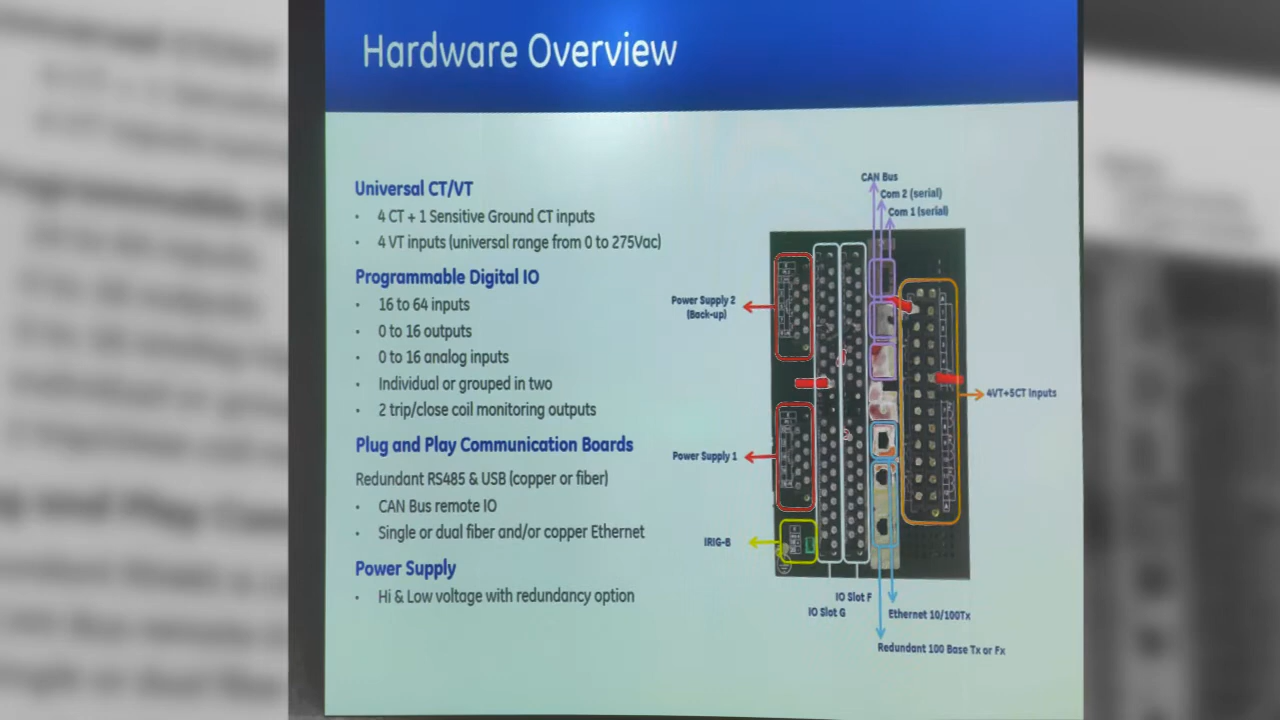 Hardware Overview
Universal CT/VT
• 4 CT + 1 Sensitive Ground CT inputs
• 4 VT inputs (universal range from 0 to 275Vac)
Programmable Digital IO
• 16 to 64 inputs
• 0 to 16 outputs
• 0 to 16 analog inputs
• Individual or grouped in two
• 2 trip/close coil monitoring outputs
Plug and Play Communication Boards
Redundant RS485 & USB (copper or fiber)
• CAN Bus remote IO
• Single or dual fiber and/or copper Ethernet
Power Supply
• Hi & Low voltage with redundancy option
CAN Bus
Com 2 (serial)
Com 1 (serial)
Power Supply 2
(Back-up)
4VT+5CT Inputs
Power Supply 1
IRIG-B
IO Slot F
IO Slot G
Ethernet 10/100Tx
Redundant 100 Base Tx or Fx